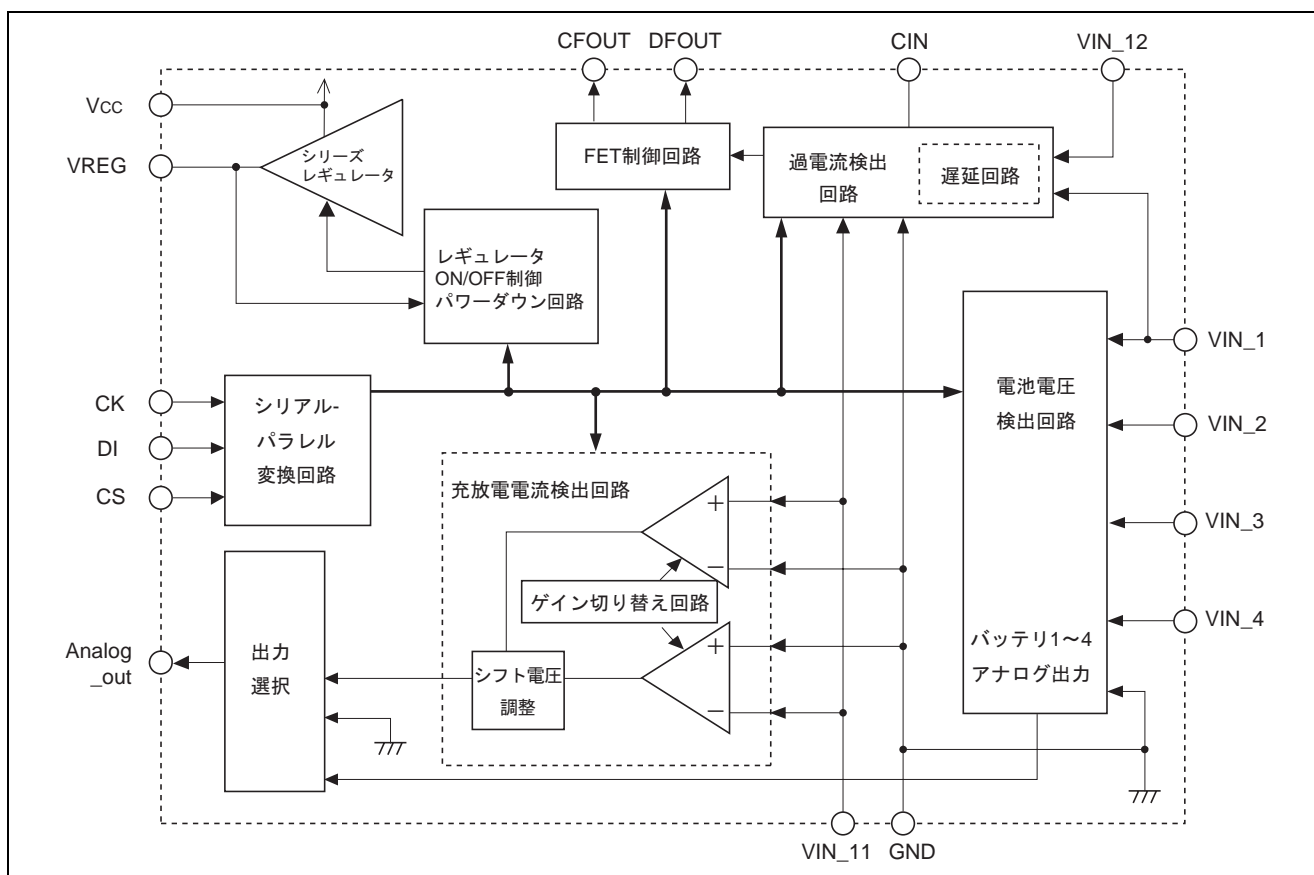 CFOUT
DFOUT
CIN
VIN_12
Vcc
VREG
シリーズ
レギュレータ
FET制御回路
過電流検出
回路
遅延回路
レギュレータ
ON/OFF制御
パワーダウン回路
VIN_1
CK
DI
CS
シリアル-
パラレル
変換回路
電池電圧
検出回路
VIN_2
充放電電流検出回路
+
−
VIN_3
ゲイン切り替え回路
+
−
VIN_4
Analog
_out
出力
選択
シフト電圧
調整
バッテリ1~4
アナログ出力
VIN_11
GND